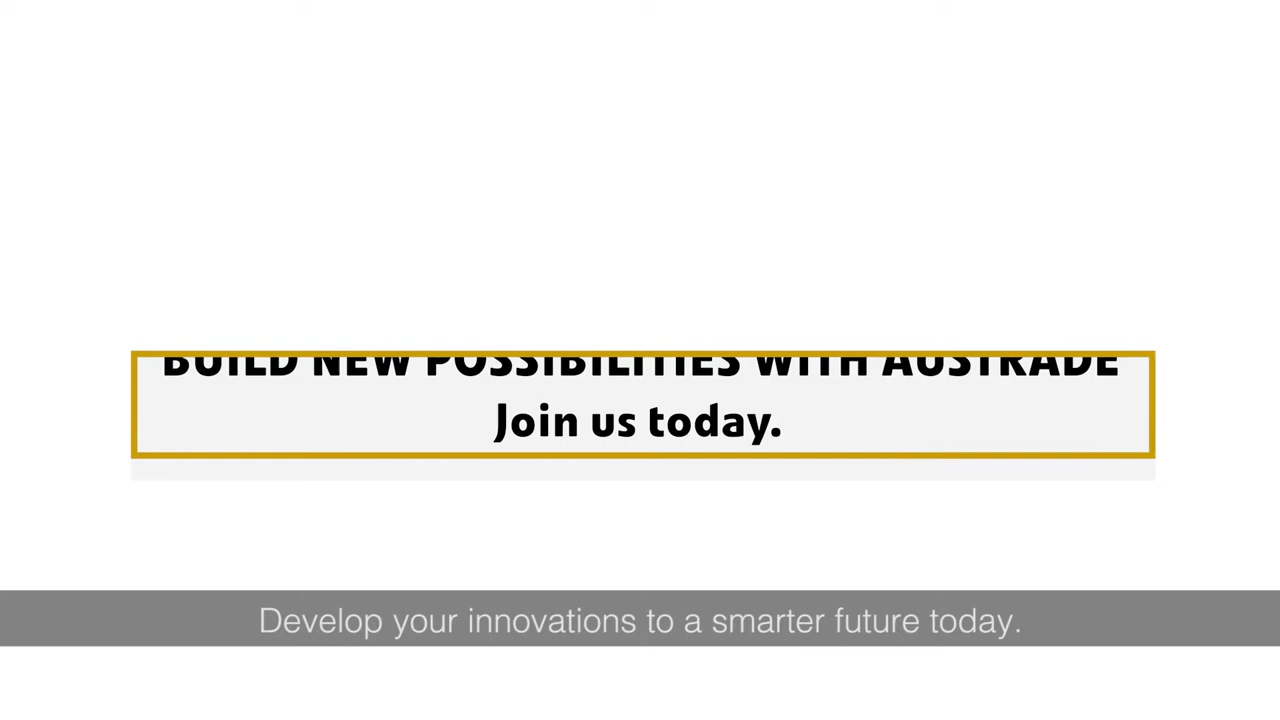 BUILD NEW POSSIBILITIES WITH AUSTRADE
Join us today.
Develop your innovations to a smarter future today.